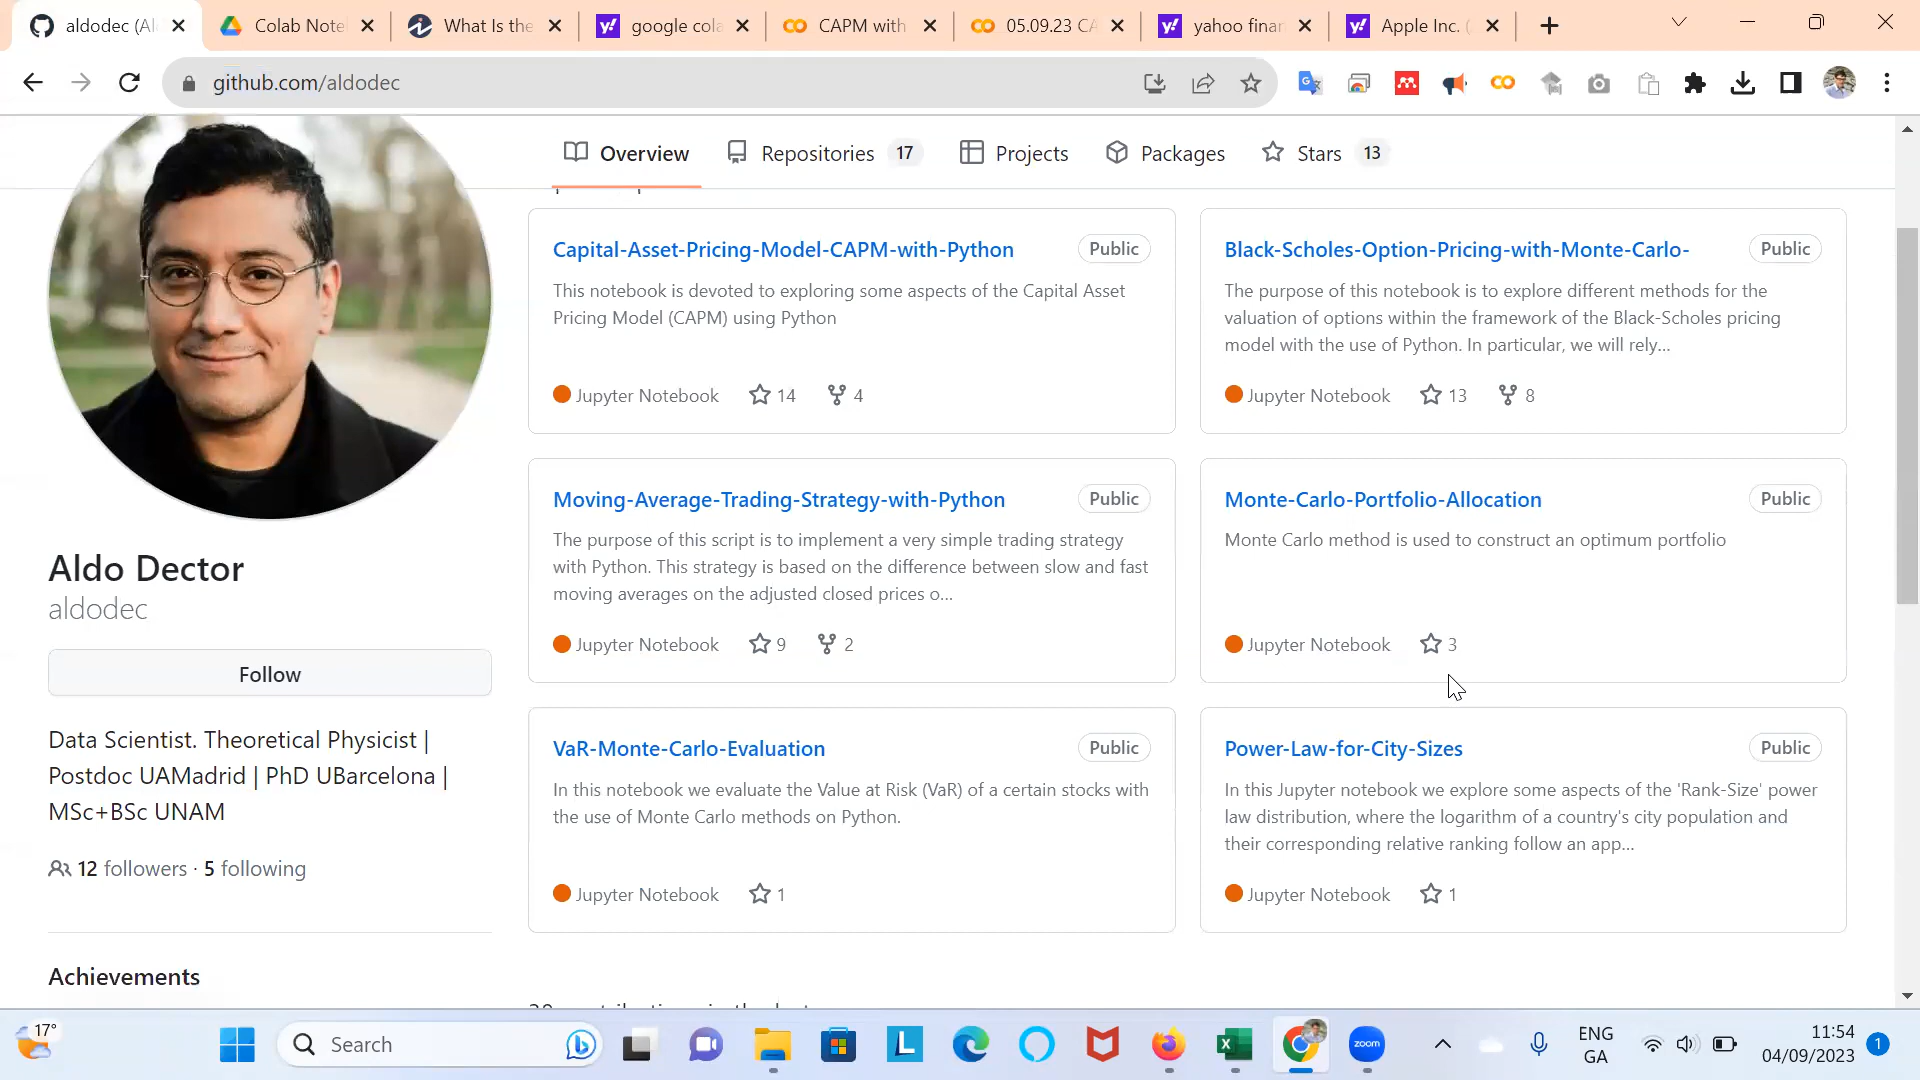 aldodec (Al
Colab Note
What Is the
google cola
CAPM with
05.09.23 CA
yahoo finan
Apple Inc. (
github.com/aldodec
Overview
Repositories 17
Projects
Packages
Stars 13
Capital-Asset-Pricing-Model-CAPM-with-Python
Public
This notebook is devoted to exploring some aspects of the Capital Asset
Pricing Model (CAPM) using Python
Jupyter Notebook 14 4
Black-Scholes-Option-Pricing-with-Monte-Carlo-
Public
The purpose of this notebook is to explore different methods for the
valuation of options within the framework of the Black-Scholes pricing
model with the use of Python. In particular, we will rely...
Jupyter Notebook 13 8
Moving-Average-Trading-Strategy-with-Python
Public
The purpose of this script is to implement a very simple trading strategy
with Python. This strategy is based on the difference between slow and fast
moving averages on the adjusted closed prices o...
Jupyter Notebook 9 2
Monte-Carlo-Portfolio-Allocation
Public
Monte Carlo method is used to construct an optimum portfolio
Jupyter Notebook 3
VaR-Monte-Carlo-Evaluation
Public
In this notebook we evaluate the Value at Risk (VaR) of a certain stocks with
the use of Monte Carlo methods on Python.
Jupyter Notebook 1
Power-Law-for-City-Sizes
Public
In this Jupyter notebook we explore some aspects of the 'Rank-Size' power
law distribution, where the logarithm of a country's city population and
their corresponding relative ranking follow an app...
Jupyter Notebook 1
Aldo Dector
aldodec
Follow
Data Scientist. Theoretical Physicist |
Postdoc UAMadrid | PhD UBarcelona |
MSc+BSc UNAM
12 followers · 5 following
Achievements
17°
Search
zoom
ENG
GA
11:54
04/09/2023
1